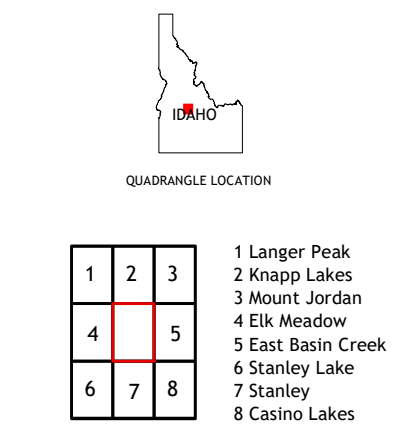 IDAHO
QUADRANGLE LOCATION
1 2 3
4 5
6 7 8
1 Langer Peak
2 Knapp Lakes
3 Mount Jordan
4 Elk Meadow
5 East Basin Creek
6 Stanley Lake
7 Stanley
8 Casino Lakes